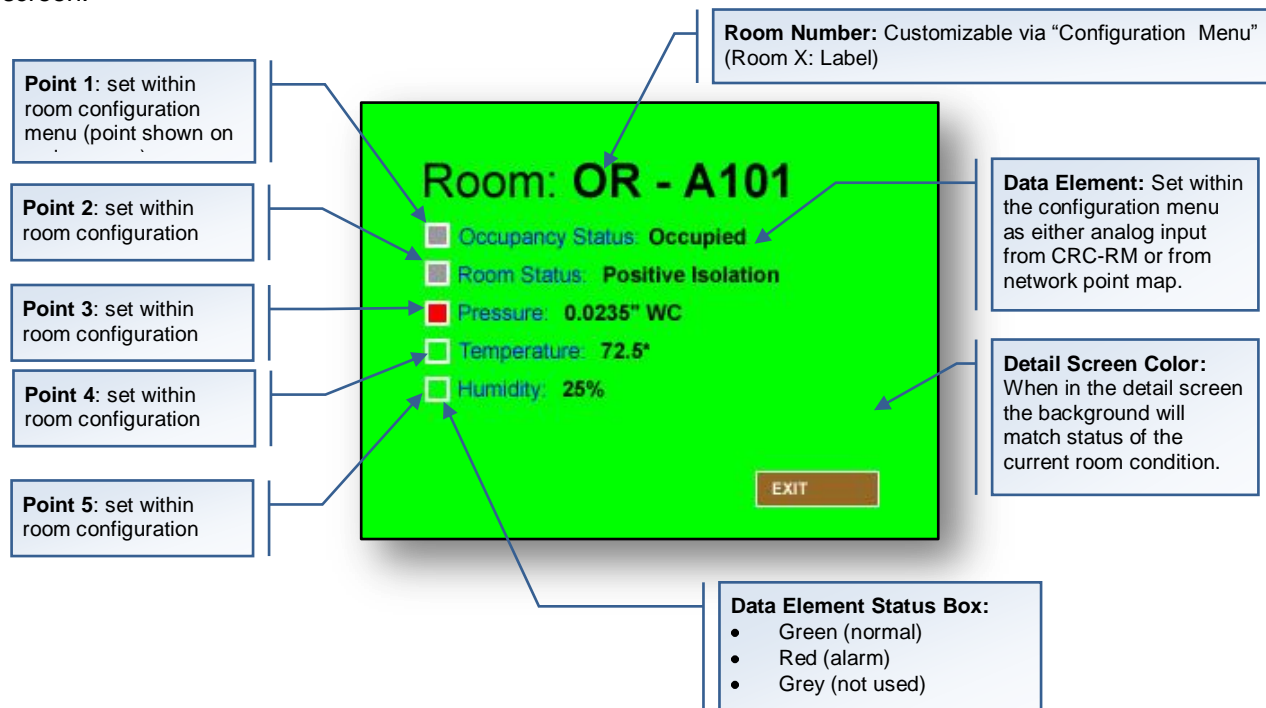 screen.
Room Number: Customizable via “Configuration Menu”
(Room X: Label)
Point 1: set within
room configuration
menu (point shown on
Point 2: set within
room configuration
Point 3: set within
room configuration
Point 4: set within
room configuration
Point 5: set within
room configuration
Room: OR - A101
Occupancy Status: Occupied
Room Status: Positive Isolation
Pressure: 0.0235" WC
Temperature: 72.5*
Humidity: 25%
EXIT
Data Element: Set within
the configuration menu
as either analog input
from CRC-RM or from
network point map.
Detail Screen Color:
When in the detail screen
the background will
match status of the
current room condition.
Data Element Status Box:
• Green (normal)
• Red (alarm)
• Grey (not used)